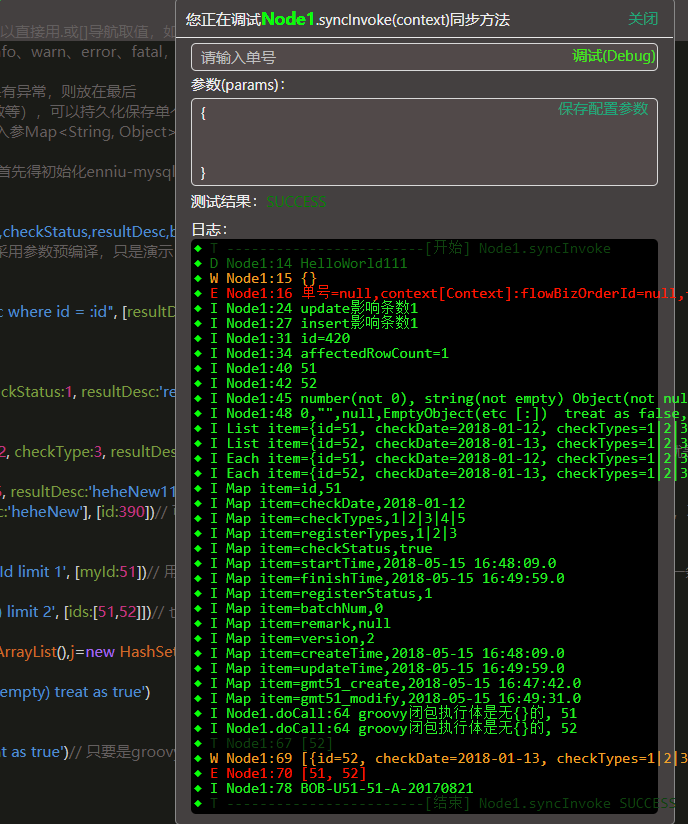 您正在调试Node1.syncInvoke(context)同步方法
关闭
请输入单号
调试(Debug)
参数(params)：
保存配置参数
{
}
测试结果： SUCCESS
日志：
◆ T ------------------------[开始] Node1.syncInvoke
◆ D Node1:14 HelloWorld111
◆ W Node1:15 {}
◆ E Node1:16 单号=null,context[Context]:flowBizOrderId=null,
◆ I Node1:24 update影响条数1
◆ I Node1:27 insert影响条数1
◆ I Node1:31 id=420
◆ I Node1:34 affectedRowCount=1
◆ I Node1:40 51
◆ I Node1:42 52
◆ I Node1:45 number(not 0), string(not empty) Object(not nul
◆ I Node1:48 0,"",null,EmptyObject(etc [:])  treat as false,
◆ I List item={id=51, checkDate=2018-01-12, checkTypes=1|2|3
◆ I List item={id=52, checkDate=2018-01-13, checkTypes=1|2|3
◆ I Each item={id=51, checkDate=2018-01-12, checkTypes=1|2|3
◆ I Each item={id=52, checkDate=2018-01-13, checkTypes=1|2|3
◆ I Map item=id,51
◆ I Map item=checkDate,2018-01-12
◆ I Map item=checkTypes,1|2|3|4|5
◆ I Map item=registerTypes,1|2|3
◆ I Map item=checkStatus,true
◆ I Map item=startTime,2018-05-15 16:48:09.0
◆ I Map item=finishTime,2018-05-15 16:49:59.0
◆ I Map item=registerStatus,1
◆ I Map item=batchNum,0
◆ I Map item=remark,null
◆ I Map item=version,2
◆ I Map item=createTime,2018-05-15 16:48:09.0
◆ I Map item=updateTime,2018-05-15 16:49:59.0
◆ I Map item=gmt51_create,2018-05-15 16:47:42.0
◆ I Map item=gmt51_modify,2018-05-15 16:49:31.0
◆ I Node1.doCall:64 groovy闭包执行体是无{}的, 51
◆ I Node1.doCall:64 groovy闭包执行体是无{}的, 52
◆ T Node1:67 [52]
◆ W Node1:69 [{id=52, checkDate=2018-01-13, checkTypes=1|2|3
◆ E Node1:70 [51, 52]
◆ I Node1:78 BOB-U51-51-A-20170821
◆ T ------------------------[结束] Node1.syncInvoke SUCCESS
以直接用.或[]导航取值，如
nfo、warn、error、fatal，
有异常，则放在最后
等），可以持久化保存单
入参Map<String, Object>
首先得初始化enniu-mysql
,checkStatus,resultDesc,b
采用参数预编译，只是演示
c where id = :id", [resultD
ckStatus:1, resultDesc:'re
2, checkType:3, resultDesc
, resultDesc:'heheNew11
c:'heheNew'], [id:390])//
Id limit 1', [myId:51])// 用
) limit 2', [ids:[51,52]])// t
ArrayList(),j=new HashSet
empty) treat as true')
at as true')// 只要是groovy